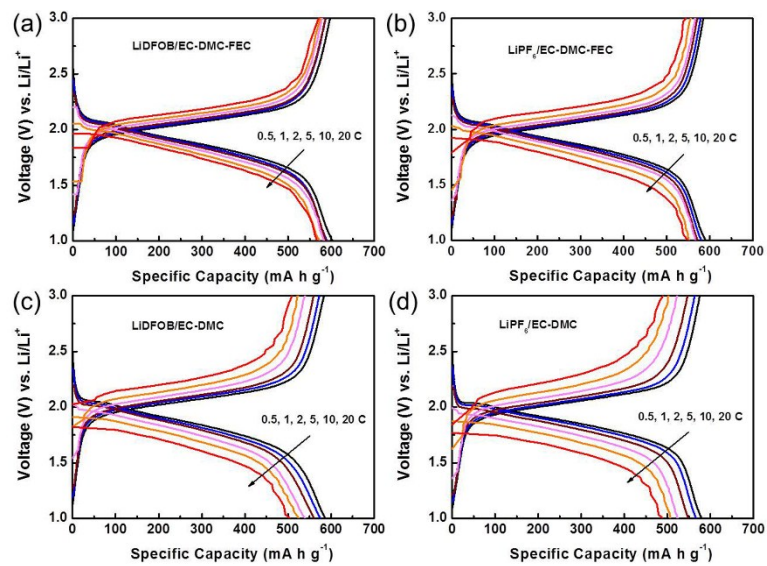 (a)
LiDFOB/EC-DMC-FEC
0.5, 1, 2, 5, 10, 20 C
Voltage (V) vs. Li/Li⁺
3.0
2.5
2.0
1.5
1.0
0 100 200 300 400 500 600 700
Specific Capacity (mA h g⁻¹)
(b)
LiPF₆/EC-DMC-FEC
0.5, 1, 2, 5, 10, 20 C
Voltage (V) vs. Li/Li⁺
3.0
2.5
2.0
1.5
1.0
0 100 200 300 400 500 600 700
Specific Capacity (mA h g⁻¹)
(c)
LiDFOB/EC-DMC
0.5, 1, 2, 5, 10, 20 C
Voltage (V) vs. Li/Li⁺
3.0
2.5
2.0
1.5
1.0
0 100 200 300 400 500 600 700
Specific Capacity (mA h g⁻¹)
(d)
LiPF₆/EC-DMC
0.5, 1, 2, 5, 10, 20 C
Voltage (V) vs. Li/Li⁺
3.0
2.5
2.0
1.5
1.0
0 100 200 300 400 500 600 700
Specific Capacity (mA h g⁻¹)